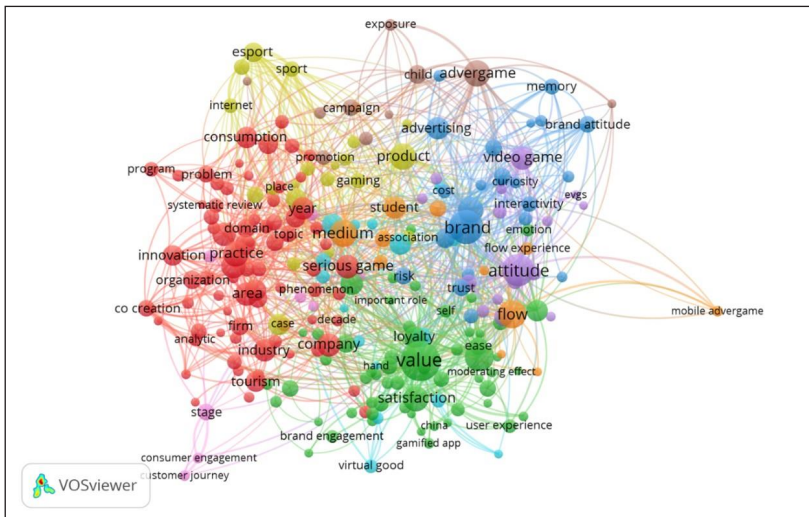 exposure
esport
child
advergame
sport
memory
internet
campaign
advertising
brand attitude
consumption
promotion
product
video game
program
problem
gaming
curiosity
place
cost
evgs
systematic review
year
student
interactivity
domain
topic
medium
brand
emotion
association
flow experience
innovation
practice
serious game
attitude
organization
phenomenon
risk
trust
area
important role
co creation
self
flow
mobile advergame
firm
case
decade
loyalty
analytic
industry
company
value
ease
hand
moderating effect
tourism
satisfaction
stage
china
user experience
brand engagement
gamified app
consumer engagement
virtual good
customer journey
VOSviewer